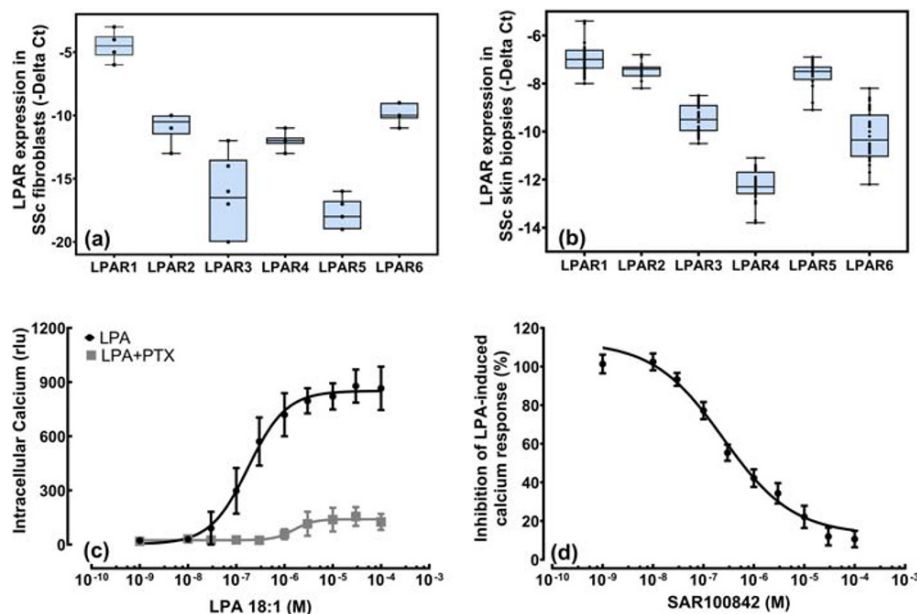 LPAR expression in
SSc fibroblasts (-Delta Ct)
-5
-10
-15
-20
(a)
LPAR1 LPAR2 LPAR3 LPAR4 LPAR5 LPAR6
LPAR expression in
SSc skin biopsies (-Delta Ct)
-6
-8
-10
-12
-14
(b)
LPAR1 LPAR2 LPAR3 LPAR4 LPAR5 LPAR6
Intracellular Calcium (rlu)
1200
900
600
300
0
LPA
LPA+PTX
(c)
10-10 10-9 10-8 10-7 10-6 10-5 10-4 10-3
LPA 18:1 (M)
Inhibition of LPA-induced
calcium response (%)
120
100
80
60
40
20
0
(d)
10-10 10-9 10-8 10-7 10-6 10-5 10-4 10-3
SAR100842 (M)